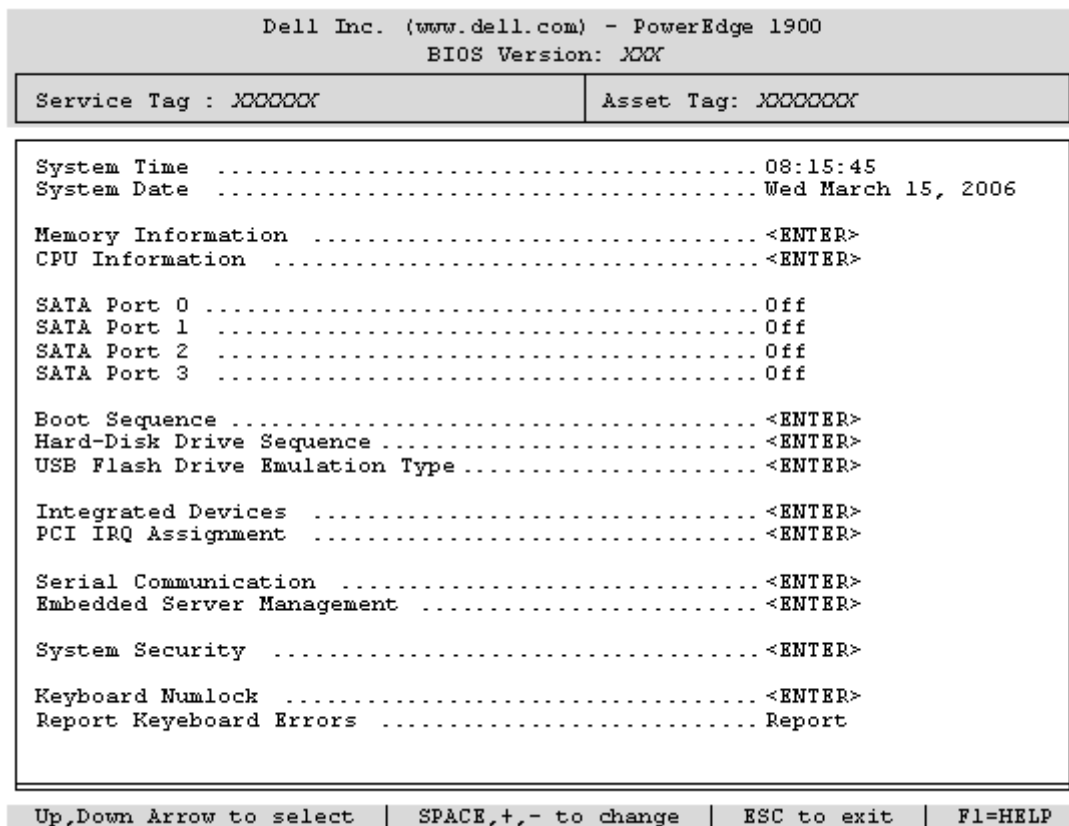 Dell Inc. (www.dell.com) - PowerEdge 1900
BIOS Version: XXX
Service Tag : XXXXXX Asset Tag: XXXXXXX
System Time ....................................... 08:15:45
System Date ....................................... Wed March 15, 2006
Memory Information ................................ <ENTER>
CPU Information ................................... <ENTER>
SATA Port 0 ........................................ Off
SATA Port 1 ....................................... Off
SATA Port 2 ....................................... Off
SATA Port 3 ....................................... Off
Boot Sequence ...................................... <ENTER>
Hard-Disk Drive Sequence ........................... <ENTER>
USB Flash Drive Emulation Type ..................... <ENTER>
Integrated Devices ................................ <ENTER>
PCI IRQ Assignment ................................ <ENTER>
Serial Communication .............................. <ENTER>
Embedded Server Management ........................ <ENTER>
System Security ................................... <ENTER>
Keyboard Numlock .................................. <ENTER>
Report Keyeboard Errors ........................... Report
Up,Down Arrow to select | SPACE,+,- to change | ESC to exit | F1=HELP